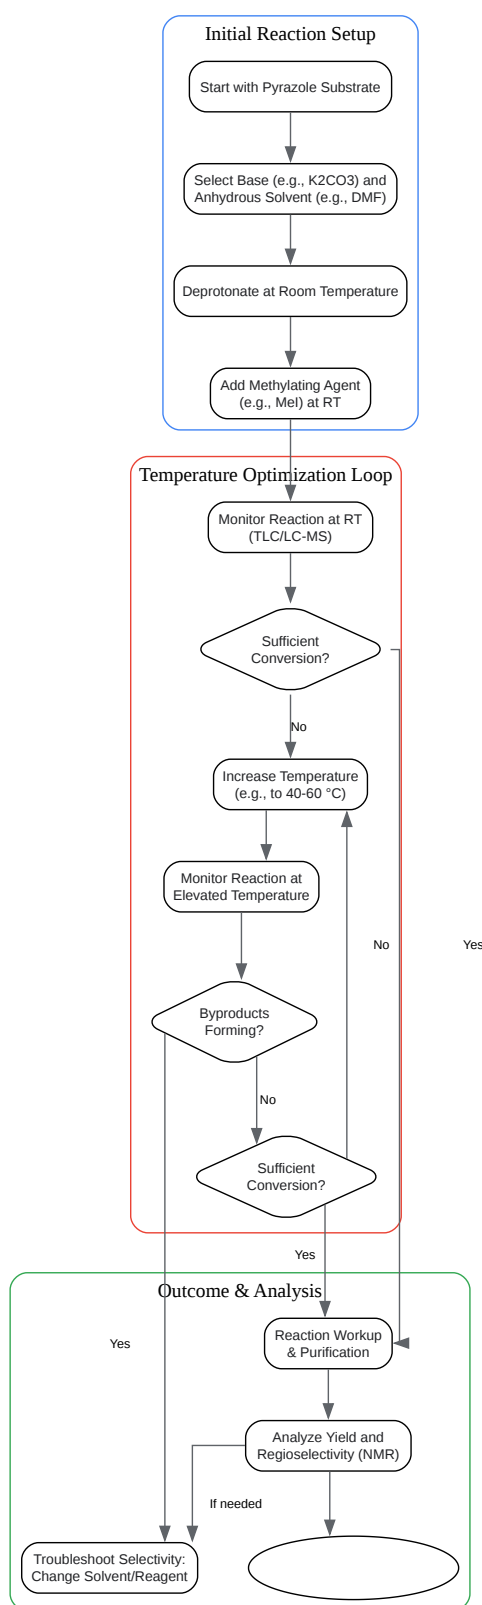 Initial Reaction Setup
Start with Pyrazole Substrate
Select Base (e.g., K2CO3) and
Anhydrous Solvent (e.g., DMF)
Deprotonate at Room Temperature
Add Methylating Agent
(e.g., MeI) at RT
Temperature Optimization Loop
Monitor Reaction at RT
(TLC/LC-MS)
Sufficient
Conversion?
No
Increase Temperature
(e.g., to 40-60 °C)
Monitor Reaction at
Elevated Temperature
No
Yes
Byproducts
Forming?
No
Sufficient
Conversion?
Yes
Outcome & Analysis
Reaction Workup
& Purification
Yes
Analyze Yield and
Regioselectivity (NMR)
If needed
Troubleshoot Selectivity:
Change Solvent/Reagent